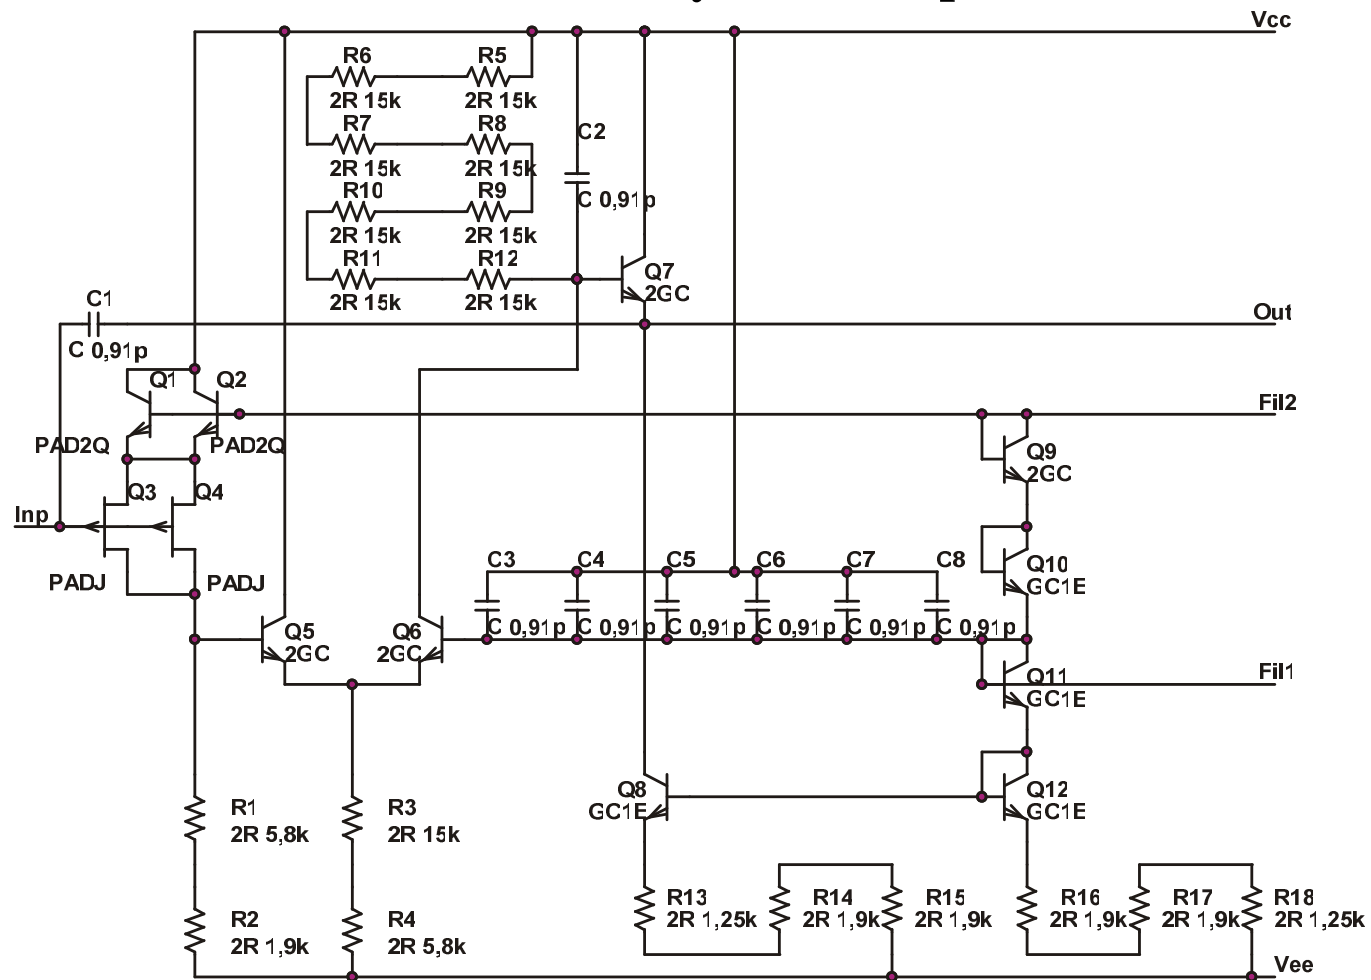 Vcc
R6
R5
2R 15k
2R 15k
R7
R8
C2
2R 15k
2R 15k
R10
R9
C 0,91p
2R 15k
2R 15k
R11
R12
Q7
2R 15k
2R 15k
2GC
C1
Out
C 0,91p
Q1
Q2
Fil2
PAD2Q
PAD2Q
Q9
2GC
Q3
Q4
Inp
C3
C4
C5
C6
C7
C8
Q10
GC1E
PADJ
PADJ
Q5
2GC
Q6
2GC
C 0,91p
C 0,91p
C 0,91p
C 0,91p
C 0,91p
C 0,91p
Q11
GC1E
Fil1
Q8
GC1E
Q12
GC1E
R1
2R 5,8k
R3
2R 15k
R13
2R 1,25k
R14
2R 1,9k
R15
2R 1,9k
R16
2R 1,9k
R17
2R 1,9k
R18
2R 1,25k
R2
2R 1,9k
R4
2R 5,8k
Vee